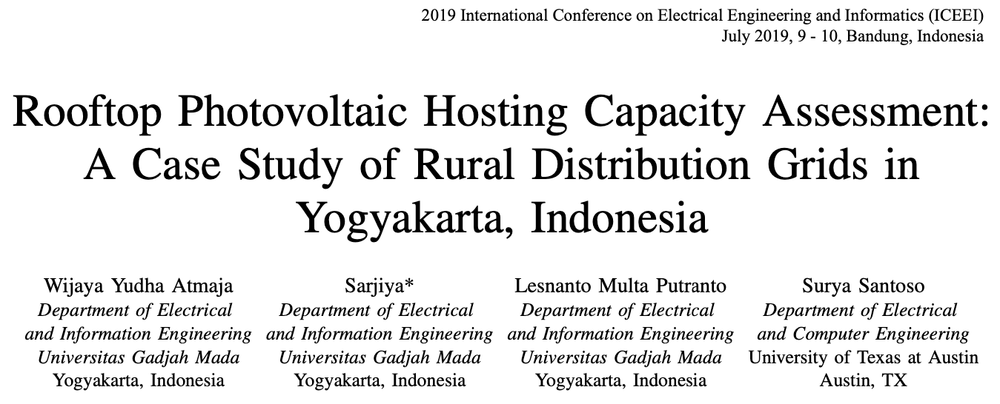 2019 International Conference on Electrical Engineering and Informatics (ICEEI)
July 2019, 9 - 10, Bandung, Indonesia
Rooftop Photovoltaic Hosting Capacity Assessment:
A Case Study of Rural Distribution Grids in
Yogyakarta, Indonesia
Wijaya Yudha Atmaja
Department of Electrical
and Information Engineering
Universitas Gadjah Mada
Yogyakarta, Indonesia
Sarjiya*
Department of Electrical
and Information Engineering
Universitas Gadjah Mada
Yogyakarta, Indonesia
Lesnanto Multa Putranto
Department of Electrical
and Information Engineering
Universitas Gadjah Mada
Yogyakarta, Indonesia
Surya Santoso
Department of Electrical
and Computer Engineering
University of Texas at Austin
Austin, TX